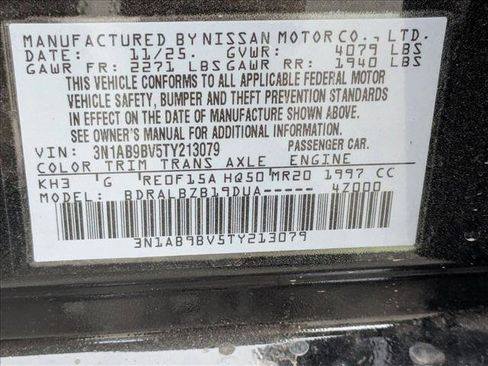 MANUFACTURED BY NISSAN MOTOR CO., LTD.
DATE: 11/25. GVWR: 4079 LBS
GAWR FR: 2271 LBS GAWR RR: 1940 LBS
THIS VEHICLE CONFORMS TO ALL APPLICABLE FEDERAL MOTOR
VEHICLE SAFETY, BUMPER AND THEFT PREVENTION STANDARDS
IN EFFECT ON THE DATE OF MANUFACTURE SHOWN ABOVE.
SEE OWNER'S MANUAL FOR ADDITIONAL INFORMATION.
VIN: 3N1AB9BV5TY213079 PASSENGER CAR.
COLOR TRIM TRANS AXLE ENGINE
KH3 G RE0F15A H@50 MR20 1997 CC
MODEL: BDRALBZB19DUA----- 4Z000
3N1AB9BV5TY213079